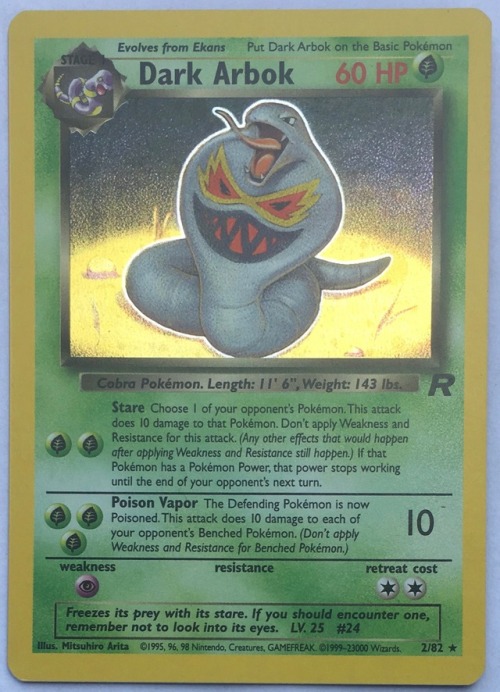 Evolves from Ekans Put Dark Arbok on the Basic Pokémon
STAGE 1
Dark Arbok 60 HP
Cobra Pokémon. Length: 11' 6", Weight: 143 lbs.
R
Stare Choose 1 of your opponent's Pokémon. This attack
does 10 damage to that Pokémon. Don't apply Weakness and
Resistance for this attack. (Any other effects that would happen
after applying Weakness and Resistance still happen.) If that
Pokémon has a Pokémon Power, that power stops working
until the end of your opponent's next turn.
Poison Vapor The Defending Pokémon is now
Poisoned. This attack does 10 damage to each of
your opponent's Benched Pokémon. (Don't apply
Weakness and Resistance for Benched Pokémon.)
10
weakness resistance retreat cost
Freezes its prey with its stare. If you should encounter one,
remember not to look into its eyes. LV. 25 #24
Illus. Mitsuhiro Arita ©1995, 96, 98 Nintendo, Creatures, GAMEFREAK. ©1999-23000 Wizards. 2/82 ★